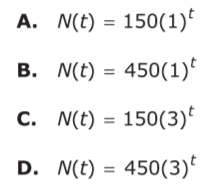 A. N(t) = 150(1)ᵗ
B. N(t) = 450(1)ᵗ
C. N(t) = 150(3)ᵗ
D. N(t) = 450(3)ᵗ